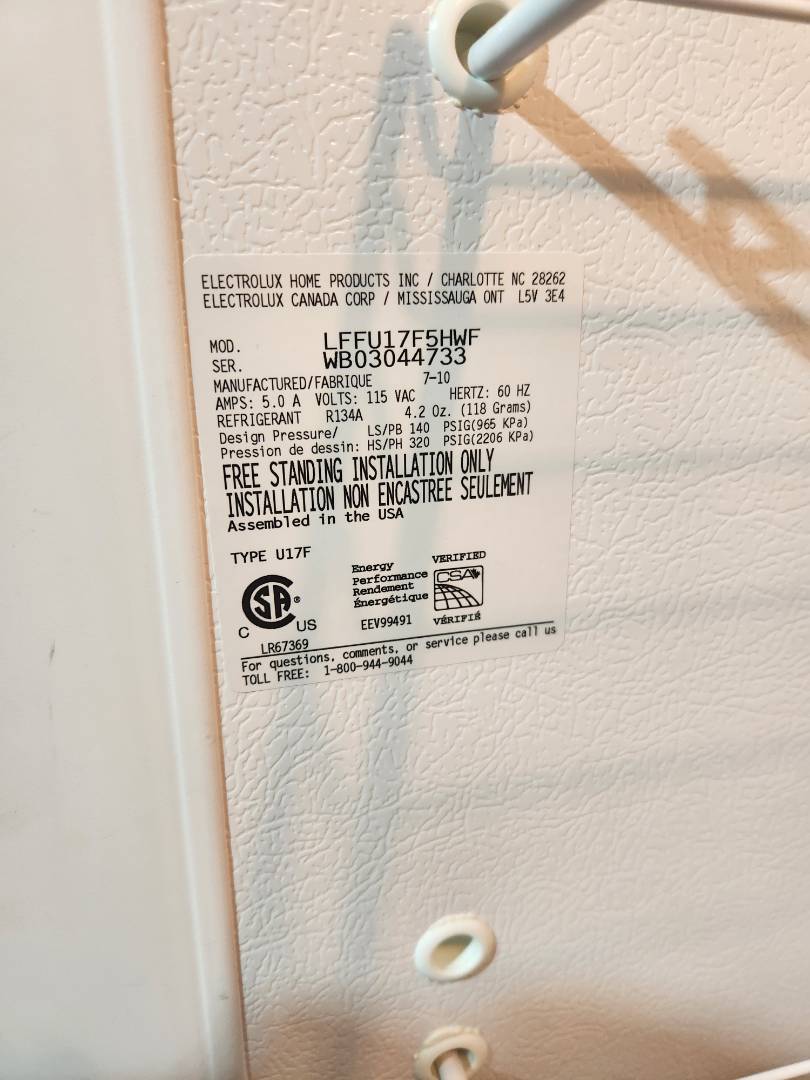 ELECTROLUX HOME PRODUCTS INC / CHARLOTTE NC 28262
ELECTROLUX CANADA CORP / MISSISSAUGA ONT L5V 3E4
MOD. LFFU17F5HWF
SER. WB03044733
MANUFACTURED/FABRIQUE 7-10
AMPS: 5.0 A VOLTS: 115 VAC HERTZ: 60 HZ
REFRIGERANT R134A 4.2 Oz. (118 Grams)
Design Pressure/ LS/PB 140 PSIG(965 KPa)
Pression de dessin: HS/PH 320 PSIG(2206 KPa)
FREE STANDING INSTALLATION ONLY
INSTALLATION NON ENCASTREE SEULEMENT
Assembled in the USA
TYPE U17F
Energy
Performance
Rendement
Énergétique
EEV99491
VERIFIED
CSA
VÉRIFIÉ
SA®
C US
LR67369
For questions, comments, or service please call us
TOLL FREE: 1-800-944-9044